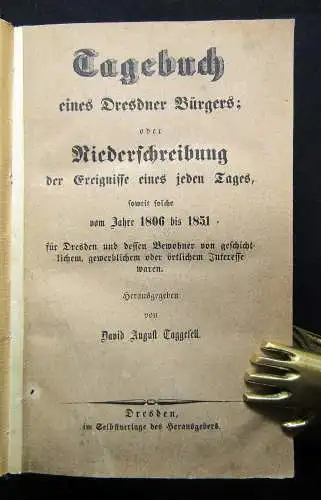 Tagebuch
eines Dresdner Bürgers;
oder
Niederschreibung
der Ereignisse eines jeden Tages,
soweit solche
vom Jahre 1806 bis 1851
für Dresden und dessen Bewohner von geschicht-
lichem, gewerblichem oder örtlichem Interesse
waren.
Herausgegeben
von
David August Taggesell.
Dresden,
im Selbstverlage des Herausgebers.